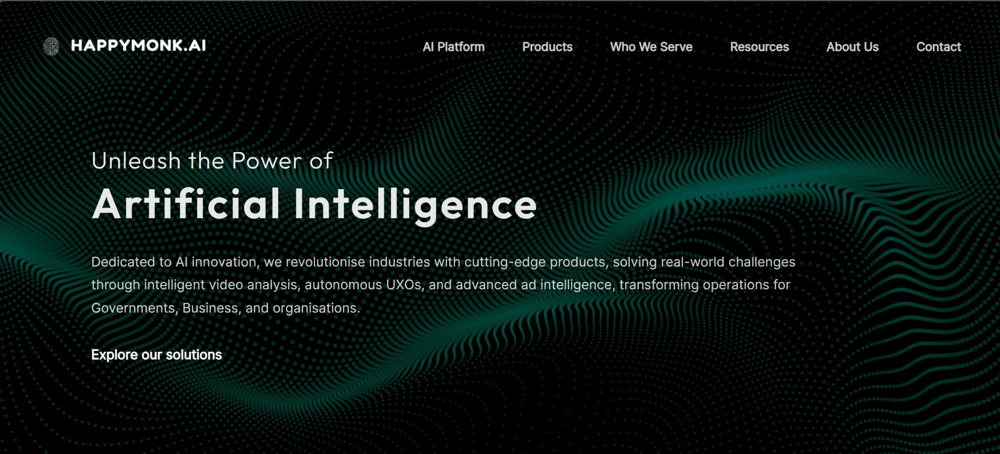 HAPPYMONK.AI
AI Platform Products Who We Serve Resources About Us Contact
Unleash the Power of
Artificial Intelligence
Dedicated to AI innovation, we revolutionise industries with cutting-edge products, solving real-world challenges
through intelligent video analysis, autonomous UXOs, and advanced ad intelligence, transforming operations for
Governments, Business, and organisations.
Explore our solutions